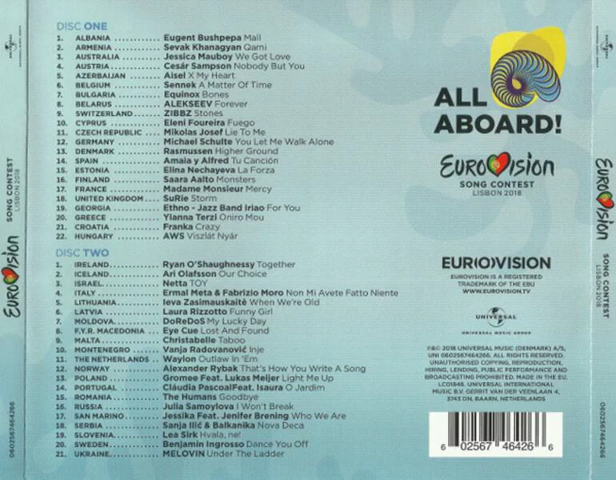 DISC ONE
1. ALBANIA ............ Eugent Bushpepa Mall
2. ARMENIA ............ Sevak Khanagyan Qami
3. AUSTRALIA .......... Jessica Mauboy We Got Love
4. AUSTRIA ............ Cesár Sampson Nobody But You
5. AZERBAIJAN ......... Aisel X My Heart
6. BELGIUM ............ Sennek A Matter Of Time
7. BULGARIA ........... Equinox Bones
8. BELARUS ............ ALEKSEEV Forever
9. SWITZERLAND ........ ZIBBZ Stones
10. CYPRUS ............. Eleni Foureira Fuego
11. CZECH REPUBLIC .... Mikolas Josef Lie To Me
12. GERMANY ............ Michael Schulte You Let Me Walk Alone
13. DENMARK ............ Rasmussen Higher Ground
14. SPAIN .............. Amaia y Alfred Tu Canción
15. ESTONIA ............ Elina Nechayeva La Forza
16. FINLAND ............ Saara Aalto Monsters
17. FRANCE ............. Madame Monsieur Mercy
18. UNITED KINGDOM .... SuRie Storm
19. GEORGIA ............ Ethno - Jazz Band Iriao For You
20. GREECE ............. Yianna Terzi Oniro Mou
21. CROATIA ............ Franka Crazy
22. HUNGARY ............ AWS Viszlát Nyár
DISC TWO
1. IRELAND ............ Ryan O'Shaughnessy Together
2. ICELAND ............ Ari Olafsson Our Choice
3. ISRAEL ............. Netta TOY
4. ITALY .............. Ermal Meta & Fabrizio Moro Non Mi Avete Fatto Niente
5. LITHUANIA .......... Ieva Zasimauskaitė When We're Old
6. LATVIA ............. Laura Rizzotto Funny Girl
7. MOLDOVA ............ DoReDoS My Lucky Day
8. F.Y.R. MACEDONIA ... Eye Cue Lost And Found
9. MALTA .............. Christabelle Taboo
10. MONTENEGRO ........ Vanja Radovanović Inje
11. THE NETHERLANDS .. Waylon Outlaw In 'Em
12. NORWAY ............. Alexander Rybak That's How You Write A Song
13. POLAND ............. Gromee Feat. Lukas Meijer Light Me Up
14. PORTUGAL ........... Cláudia PascoalFeat. Isaura O Jardim
15. ROMANIA ............ The Humans Goodbye
16. RUSSIA ............. Julia Samoylova I Won't Break
17. SAN MARINO ......... Jessika Feat. Jenifer Brening Who We Are
18. SERBIA ............. Sanja Ilić & Balkanika Nova Deca
19. SLOVENIA ........... Lea Sirk Hvala, ne!
20. SWEDEN ............. Benjamin Ingrosso Dance You Off
21. UKRAINE ............ MELOVIN Under The Ladder
ALL
ABOARD!
EUROVISION
SONG CONTEST
LISBON 2018
EUR(O)VISION
EUROVISION IS A REGISTERED
TRADEMARK OF THE EBU
WWW.EUROVISION.TV
UNIVERSAL
UNIVERSAL MUSIC GROUP
℗&© 2018 UNIVERSAL MUSIC (DENMARK) A/S,
UNI 0602567464266. ALL RIGHTS RESERVED.
UNAUTHORISED COPYING, REPRODUCTION,
HIRING, LENDING, PUBLIC PERFORMANCE AND
BROADCASTING PROHIBITED. MADE IN THE EU.
LC01846. UNIVERSAL INTERNATIONAL
MUSIC B.V. GERRIT VAN DER VEENLAAN 4,
3743 DN, BAARN, NETHERLANDS
6 02567 46426 6
EUROVISION
SONG CONTEST
LISBON 2018
0602567464266
EUROVISION
SONG CONTEST
LISBON 2018
0602567464266